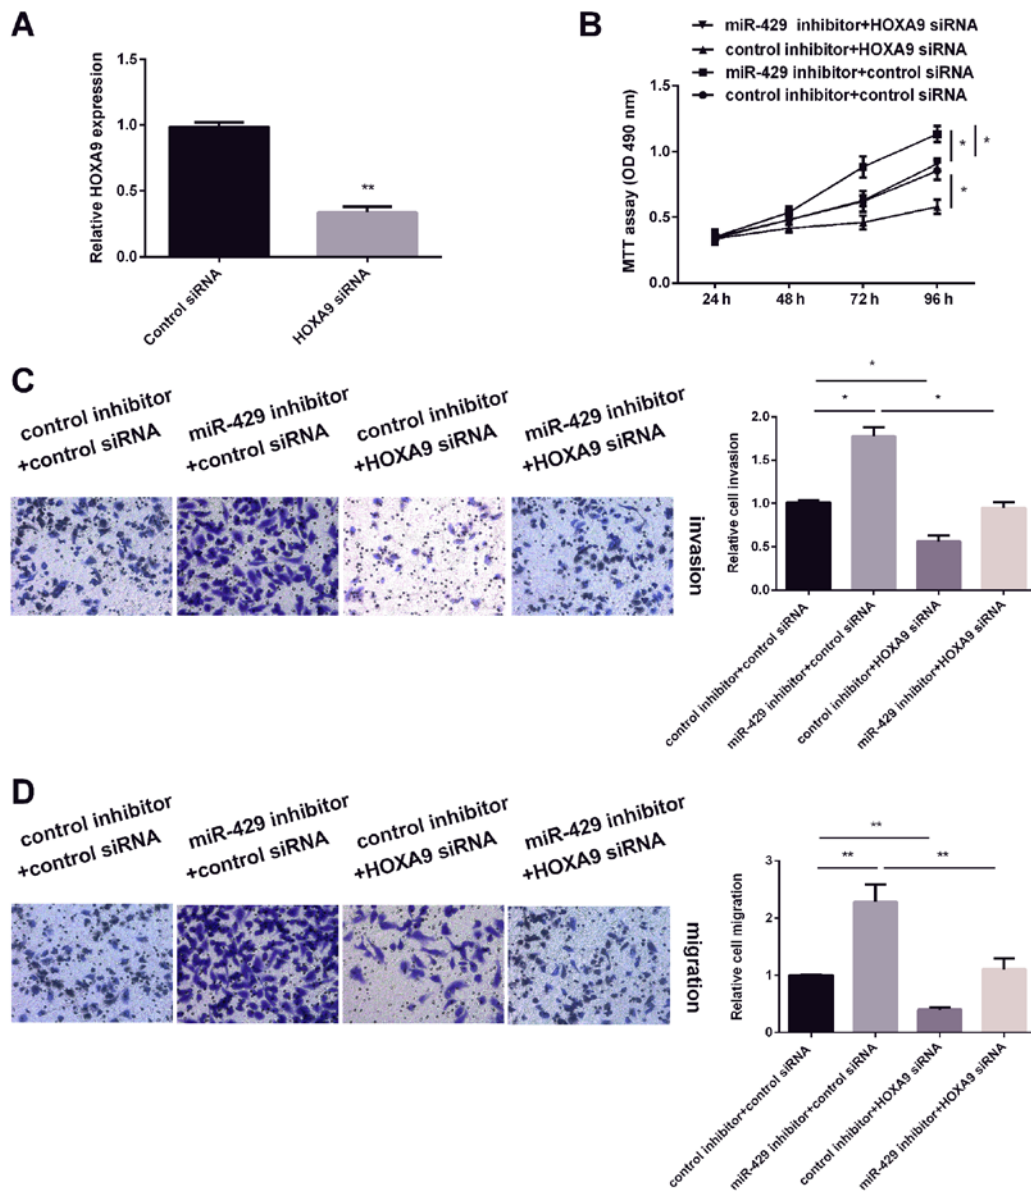 A
Relative HOXA9 expression
1.5
1.0
0.5
0.0
**
Control siRNA
HOXA9 siRNA
B
miR-429 inhibitor+HOXA9 siRNA
control inhibitor+HOXA9 siRNA
miR-429 inhibitor+control siRNA
control inhibitor+control siRNA
MTT assay (OD 490 nm)
1.5
1.0
0.5
0.0
*
*
*
24 h
48 h
72 h
96 h
C
control inhibitor
+control siRNA
miR-429 inhibitor
+control siRNA
control inhibitor
+HOXA9 siRNA
miR-429 inhibitor
+HOXA9 siRNA
invasion
Relative cell invasion
2.0
1.5
1.0
0.5
0.0
*
*
*
control inhibitor+control siRNA
miR-429 inhibitor+control siRNA
control inhibitor+HOXA9 siRNA
miR-429 inhibitor+HOXA9 siRNA
D
control inhibitor
+control siRNA
miR-429 inhibitor
+control siRNA
control inhibitor
+HOXA9 siRNA
miR-429 inhibitor
+HOXA9 siRNA
migration
Relative cell migration
3
2
1
0
**
**
**
control inhibitor+control siRNA
miR-429 inhibitor+control siRNA
control inhibitor+HOXA9 siRNA
miR-429 inhibitor+HOXA9 siRNA